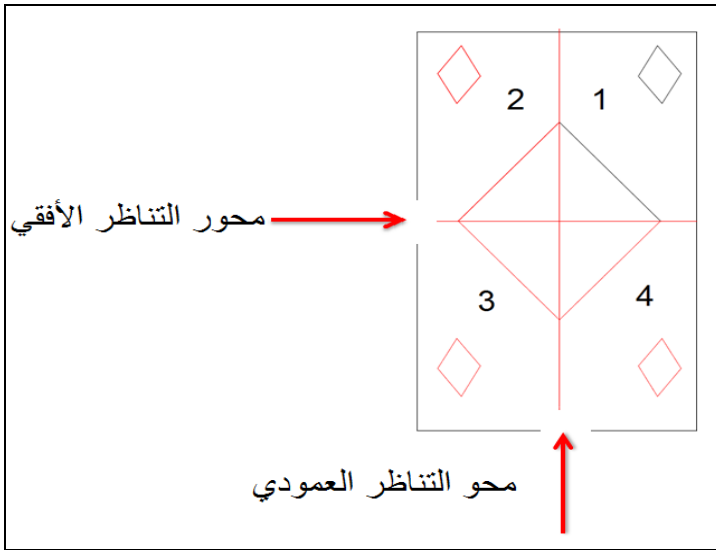 2 1
محور التناظر الأفقي
3 4
محو التناظر العمودي